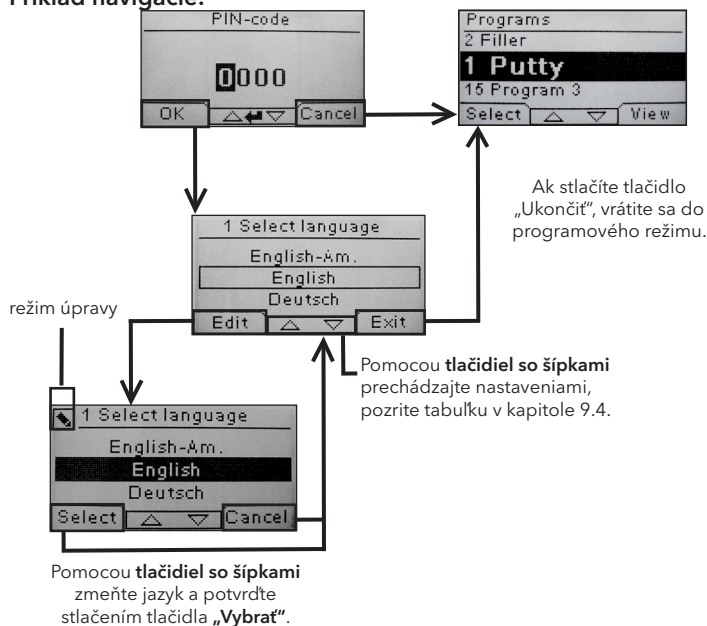 Príklad navigácie:
PIN-code
0000
OK Cancel
Programs
2 Filler
1 Putty
15 Program 3
Select View
Ak stlačíte tlačidlo
„Ukončiť“, vrátite sa do
programového režimu.
1 Select language
English-Am.
English
Deutsch
Edit Exit
režim úpravy
Pomocou tlačidiel so šípkami
prechádzajte nastaveniami,
pozrite tabuľku v kapitole 9.4.
1 Select language
English-Am.
English
Deutsch
Select Cancel
Pomocou tlačidiel so šípkami
zmeňte jazyk a potvrďte
stlačením tlačidla „Vybrať“.